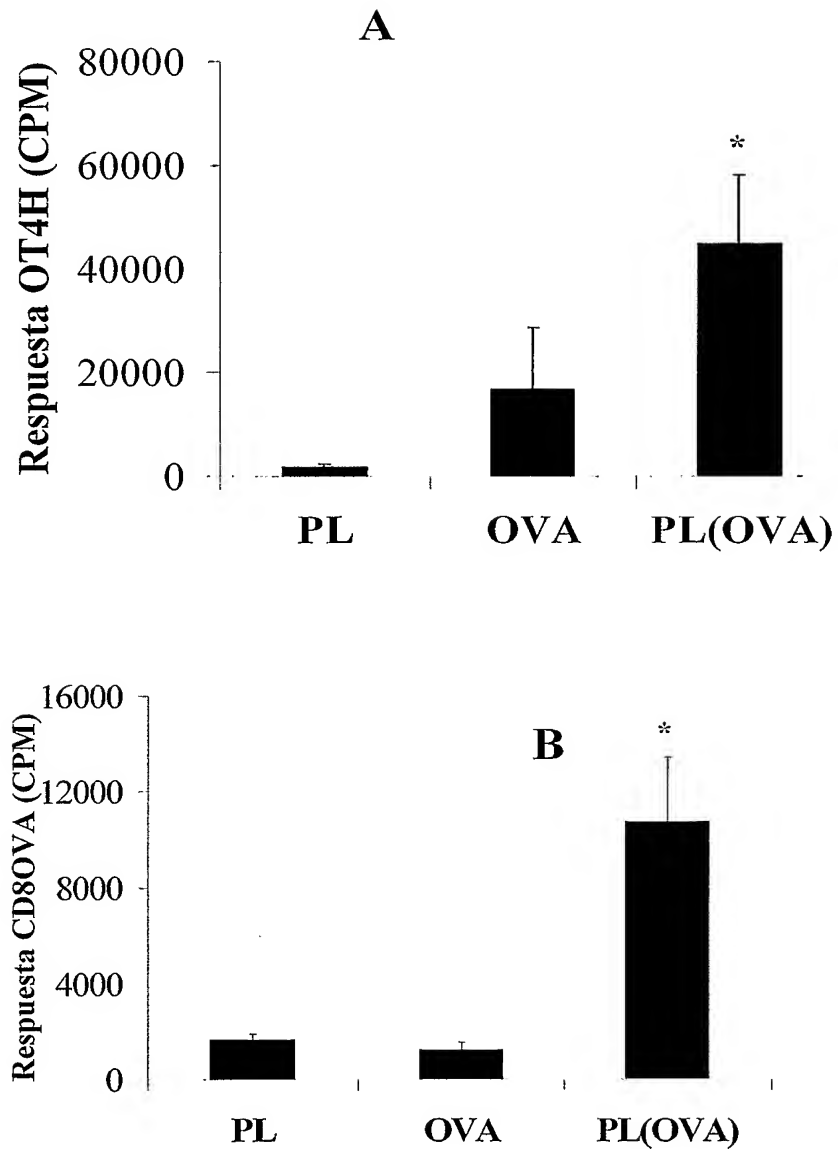 A
80000
60000
40000
20000
0
Respuesta OT4H (CPM)
*
PL OVA PL(OVA)
16000
12000
8000
4000
0
Respuesta CD8OVA (CPM)
B
*
PL OVA PL(OVA)